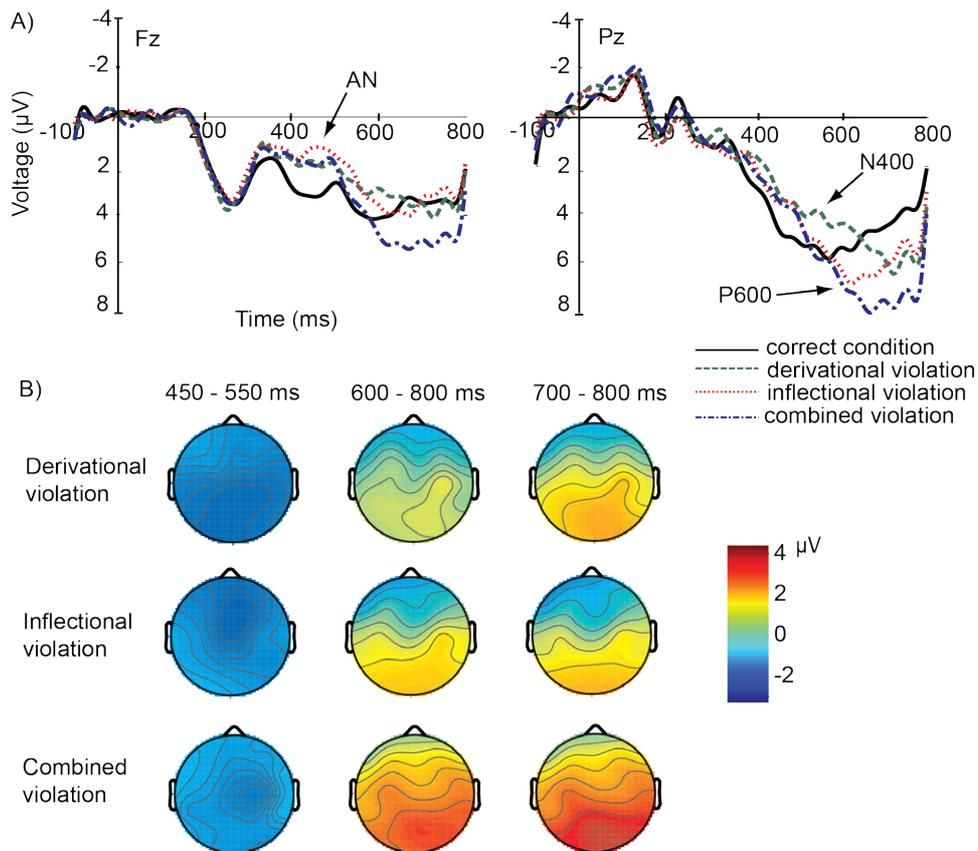 A)
Fz
Pz
-4
-2
2
4
6
8
Voltage (µV)
-100
200
400
600
800
AN
Time (ms)
-4
-2
2
4
6
8
-100
200
400
600
800
N400
P600
correct condition
derivational violation
inflectional violation
combined violation
B)
450 - 550 ms
600 - 800 ms
700 - 800 ms
Derivational
violation
Inflectional
violation
Combined
violation
µV
4
2
0
-2